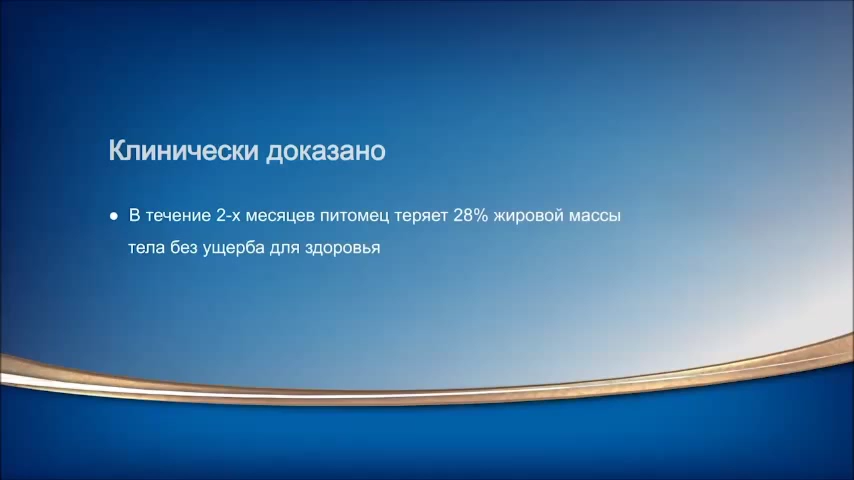 Клинически доказано
● В течение 2-х месяцев питомец теряет 28% жировой массы
тела без ущерба для здоровья